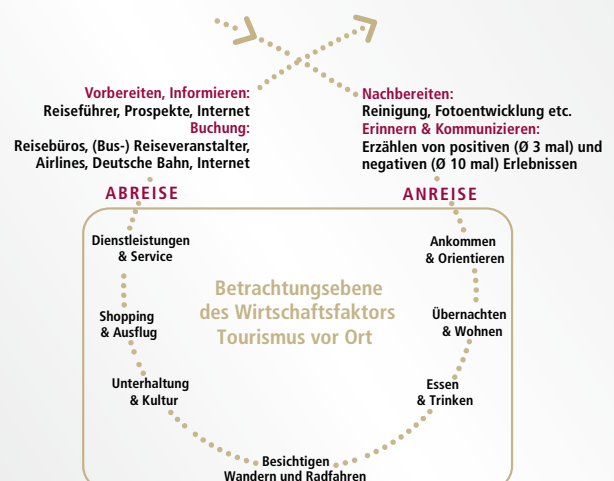 Vorbereiten, Informieren:
Reiseführer, Prospekte, Internet
Buchung:
Reisebüros, (Bus-) Reiseveranstalter,
Airlines, Deutsche Bahn, Internet
ABREISE
Nachbereiten:
Reinigung, Fotoentwicklung etc.
Erinnern & Kommunizieren:
Erzählen von positiven (Ø 3 mal) und
negativen (Ø 10 mal) Erlebnissen
ANREISE
Dienstleistungen
& Service
Ankommen
& Orientieren
Betrachtungsebene
des Wirtschaftsfaktors
Tourismus vor Ort
Shopping
& Ausflug
Übernachten
& Wohnen
Unterhaltung
& Kultur
Essen
& Trinken
Besichtigen
Wandern und Radfahren